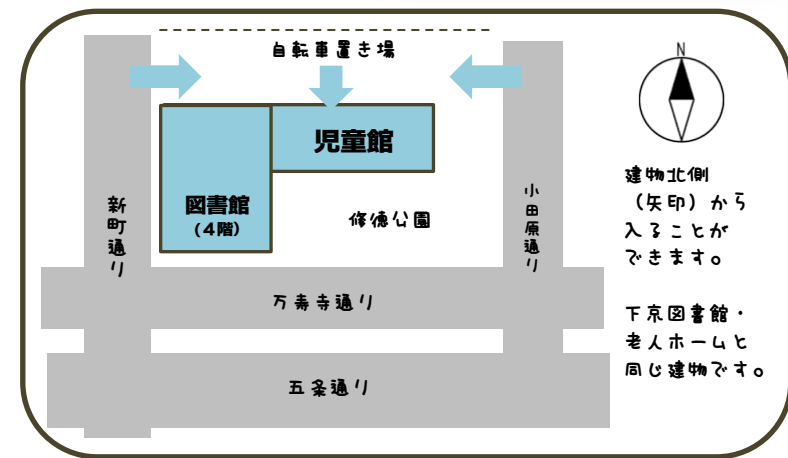 自転車置き場
N
児童館
図書館
(4階)
修徳公園
新町通り
小田原通り
万寿寺通り
五条通り
建物北側
（矢印）から
入ることが
できます。
下京図書館・
老人ホームと
同じ建物です。